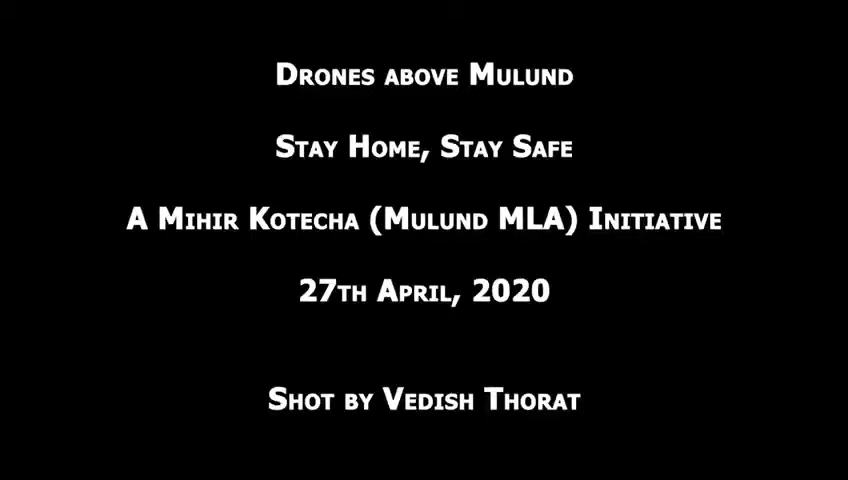 Drones above Mulund
Stay Home, Stay Safe
A Mihir Kotecha (Mulund MLA) Initiative
27th April, 2020
Shot by Vedish Thorat